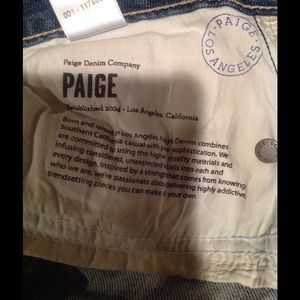 001 - 117680
PAIGE
LOS ANGELES
Paige Denim Company
PAIGE
Established 2004 • Los Angeles, California
Born and raised in Los Angeles, Paige Denim combines
Southern California casual with pure sophistication. We
are committed to using the highest quality materials and
infusing considered, unexpected details into each and
every design. Inspired by a strength that comes from knowing
who we are, we're passionate about delivering highly addictive,
trendsetting pieces you can make your own.